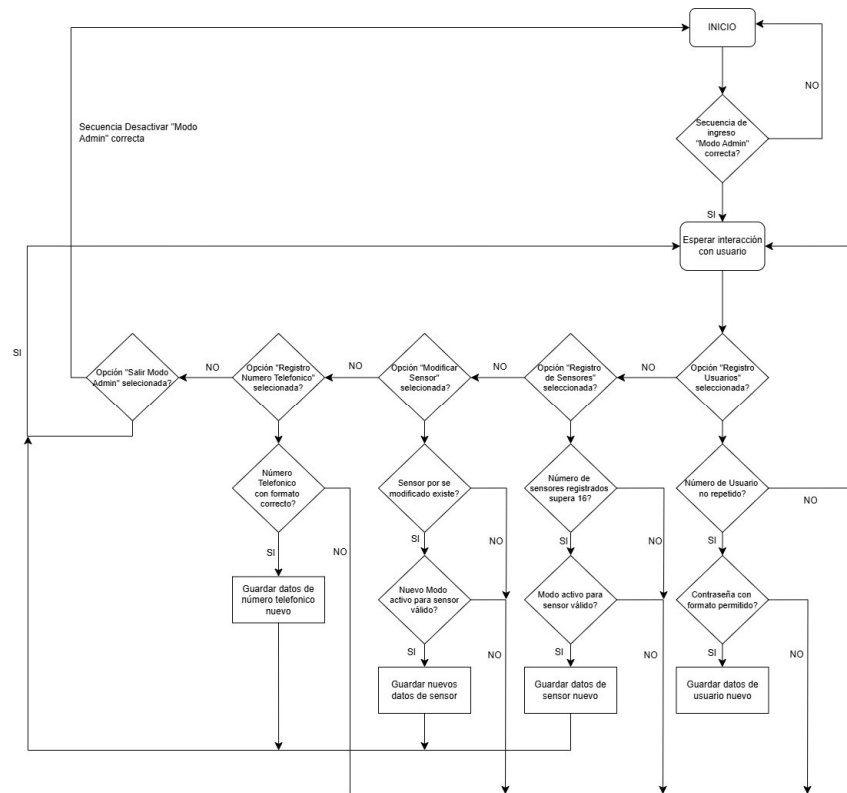 INICIO
NO
Secuencia Desactivar "Modo
Admin" correcta
Secuencia de
ingreso
"Modo Admin"
correcta?
SI
Esperar interacción
con usuario
SI
Opción "Salir Modo
Admin" selecionada?
NO
Opción "Registro
Numero Telefonico"
selecionada?
NO
Opción "Modificar
Sensor"
selecionada?
NO
Opción "Registro
de Sensores"
seleccionada?
NO
Opción "Registro
Usuarios"
seleccionada?
Número
Telefonico
con formato
correcto?
Sensor por se
modificado existe?
Número de
sensores registrados
supera 16?
Número de Usuario
no repetido?
NO
SI
NO
SI
NO
SI
NO
SI
Guardar datos de
número telefonico
nuevo
Nuevo Modo
activo para sensor
válido?
Modo activo para
sensor válido?
Contraseña con
formato permitido?
SI
NO
SI
NO
SI
NO
Guardar nuevos
datos de sensor
Guardar datos de
sensor nuevo
Guardar datos de
usuario nuevo